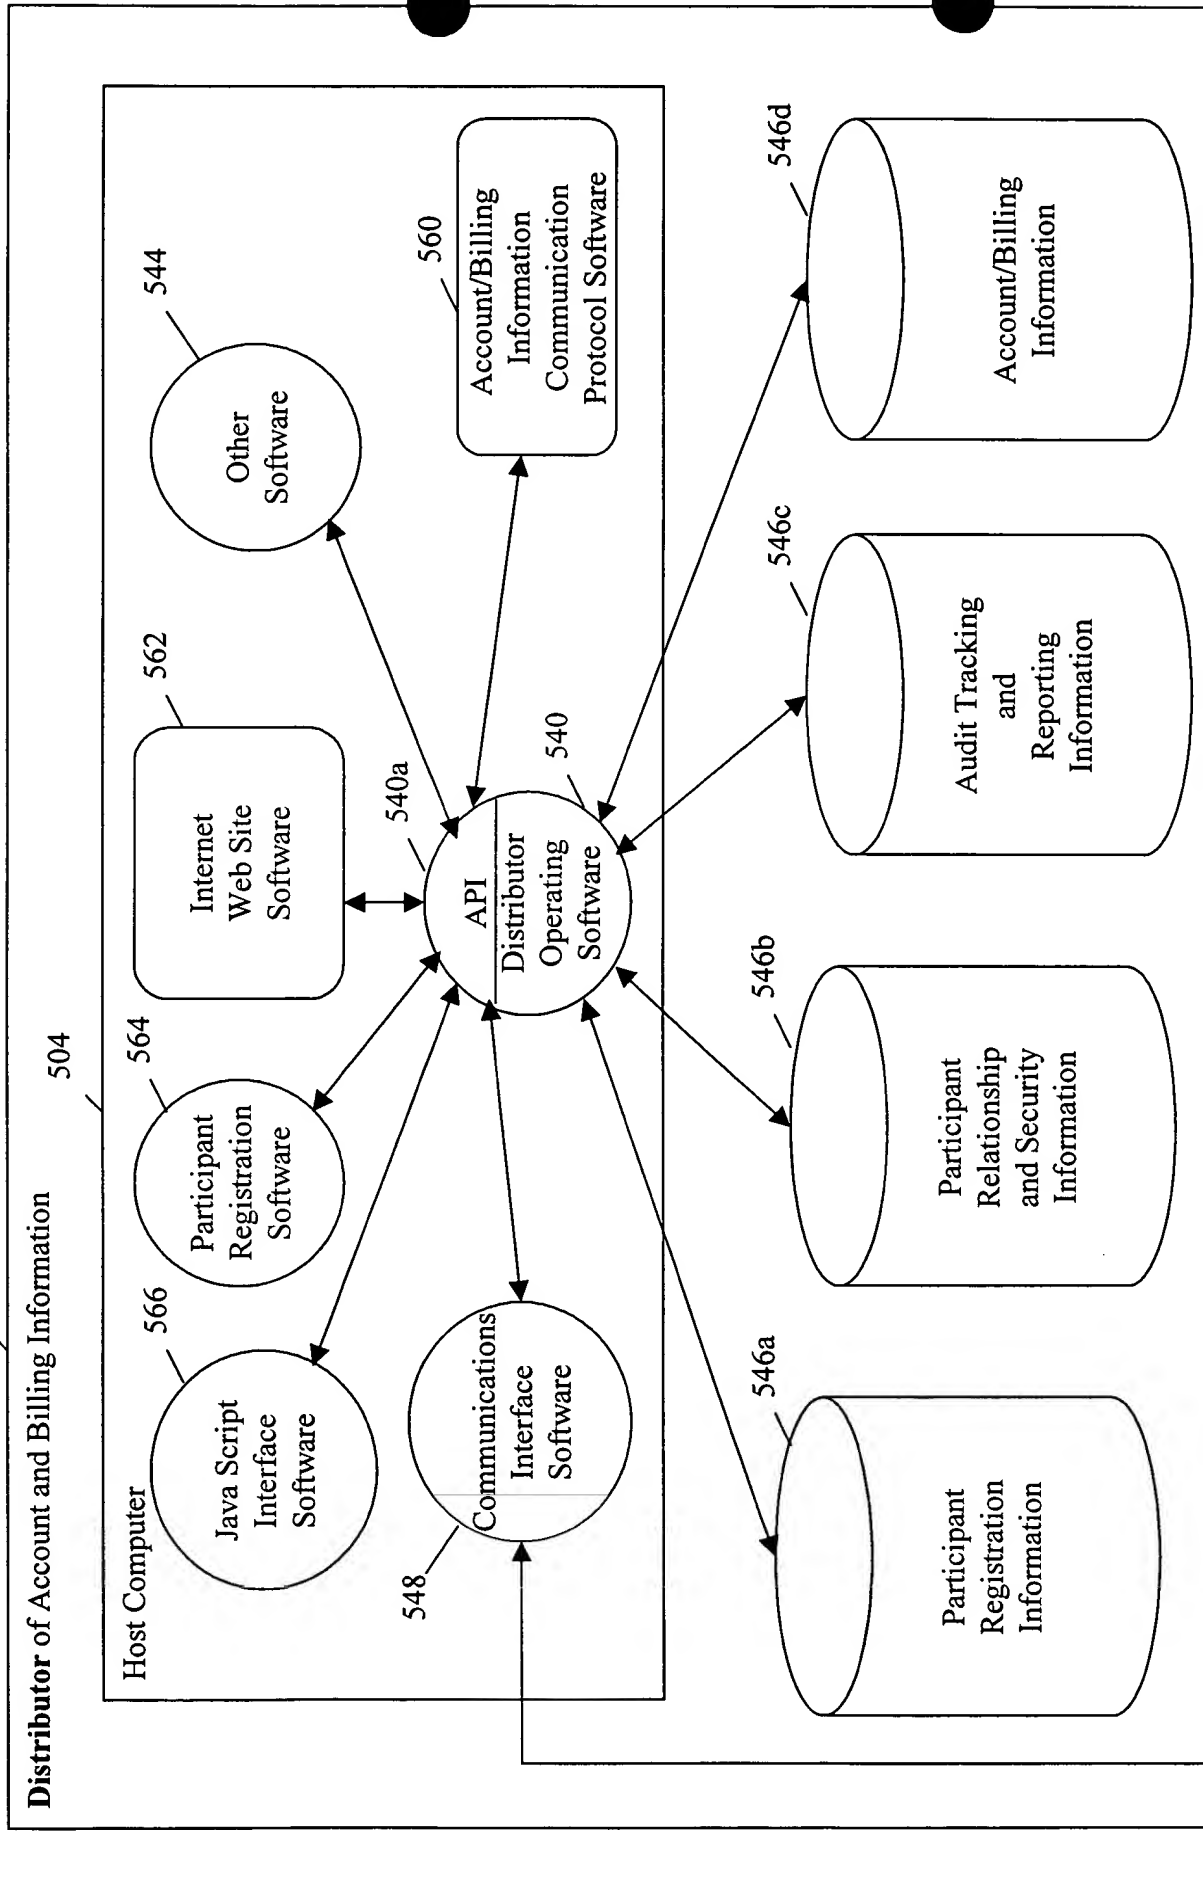 Distributor of Account and Billing Information
504
Host Computer
566
Java Script
Interface
Software
564
Participant
Registration
Software
562
Internet
Web Site
Software
544
Other
Software
548
Communications
Interface
Software
540a
API
540
Distributor
Operating
Software
560
Account/Billing
Information
Communication
Protocol Software
546a
Participant
Registration
Information
546b
Participant
Relationship
and Security
Information
546c
Audit Tracking
and
Reporting
Information
546d
Account/Billing
Information